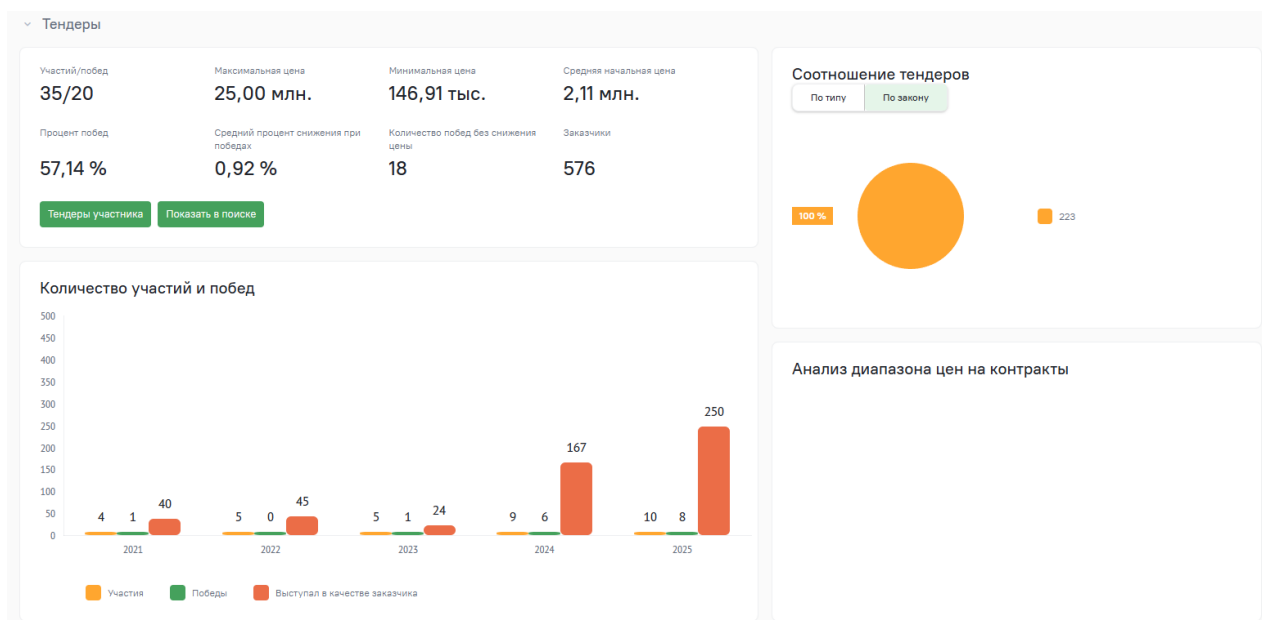 Тендеры
Участий/побед
35/20
Максимальная цена
25,00 млн.
Минимальная цена
146,91 тыс.
Средняя начальная цена
2,11 млн.
Процент побед
57,14 %
Средний процент снижения при
победах
0,92 %
Количество побед без снижения
цены
18
Заказчики
576
Тендеры участника
Показать в поиске
Соотношение тендеров
По типу
По закону
100 %
223
Количество участий и побед
500
450
400
350
300
250
200
150
100
50
0
4 1 40
5 0 45
5 1 24
9 6 167
10 8 250
2021 2022 2023 2024 2025
Участия
Победы
Выступал в качестве заказчика
Анализ диапазона цен на контракты